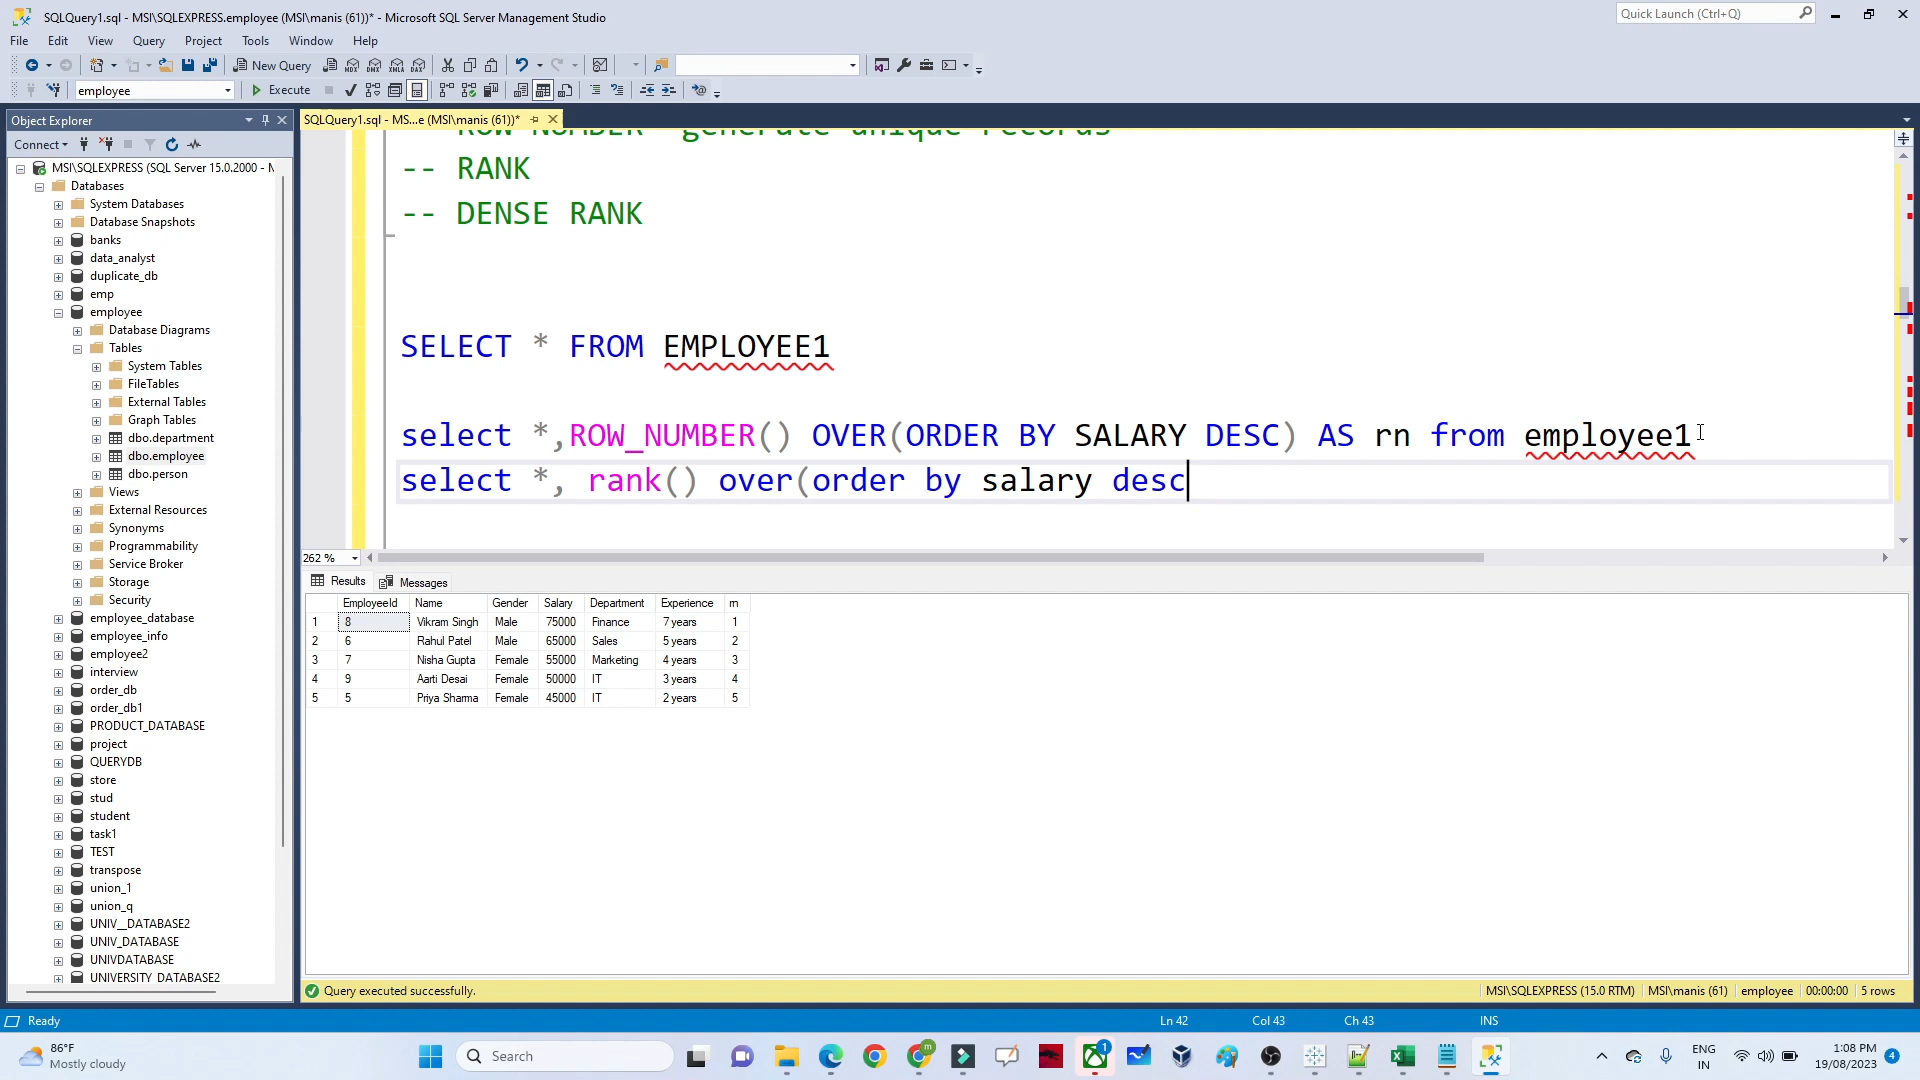 SQLQuery1.sql - MSI\SQLEXPRESS.employee (MSI\manis (61))* - Microsoft SQL Server Management Studio
Quick Launch (Ctrl+Q)
File Edit View Query Project Tools Window Help
New Query
employee Execute
Object Explorer
SQLQuery1.sql - MS...e (MSI\manis (61))*
Connect
MSI\SQLEXPRESS (SQL Server 15.0.2000 - M
Databases
System Databases
Database Snapshots
banks
data_analyst
duplicate_db
emp
employee
Database Diagrams
Tables
System Tables
FileTables
External Tables
Graph Tables
dbo.department
dbo.employee
dbo.person
Views
External Resources
Synonyms
Programmability
Service Broker
Storage
Security
employee_database
employee_info
employee2
interview
order_db
order_db1
PRODUCT_DATABASE
project
QUERYDB
store
stud
student
task1
TEST
transpose
union_1
union_q
UNIV__DATABASE2
UNIV_DATABASE
UNIVDATABASE
UNIVERSITY_DATABASE2
generate unique records
-- RANK
-- DENSE RANK
SELECT * FROM EMPLOYEE1
select *,ROW_NUMBER() OVER(ORDER BY SALARY DESC) AS rn from employee1
select *, rank() over(order by salary desc
262 %
Results Messages
EmployeeId Name Gender Salary Department Experience rn
1 8 Vikram Singh Male 75000 Finance 7 years 1
2 6 Rahul Patel Male 65000 Sales 5 years 2
3 7 Nisha Gupta Female 55000 Marketing 4 years 3
4 9 Aarti Desai Female 50000 IT 3 years 4
5 5 Priya Sharma Female 45000 IT 2 years 5
Query executed successfully.
MSI\SQLEXPRESS (15.0 RTM) MSI\manis (61) employee 00:00:00 5 rows
Ready Ln 42 Col 43 Ch 43 INS
86°F
Mostly cloudy
Search
ENG
IN
1:08 PM
19/08/2023
4